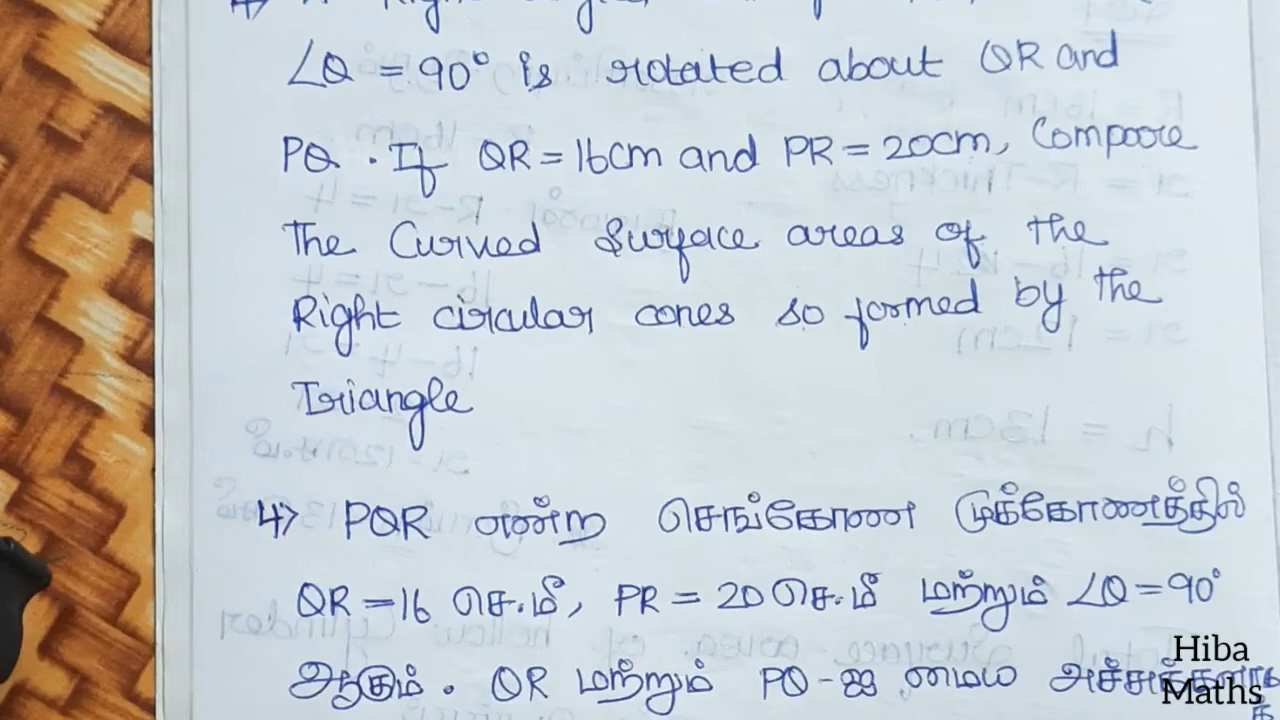 ∠Q = 90° is rotated about QR and
PQ. If QR = 16cm and PR = 20cm, Compare
The Curved Surface areas of the
Right circular cones so formed by the
Triangle
4) PQR என்ற செங்கோண முக்கோணத்தில்
QR = 16 செ.மீ, PR = 20 செ.மீ மற்றும் ∠Q = 90°
ஆகும். QR மற்றும் PQ - ஐ மைய
Hiba
Maths